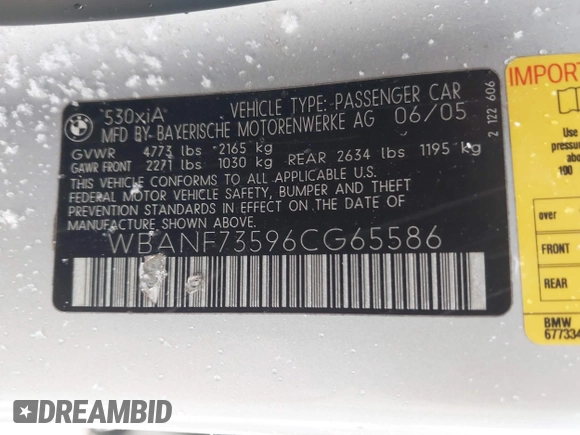 BMW
530xiA VEHICLE TYPE: PASSENGER CAR
MFD BY-BAYERISCHE MOTORENWERKE AG 06/05
GVWR 4773 lbs 2165 kg
GAWR FRONT 2271 lbs 1030 kg REAR 2634 lbs 1195 kg
THIS VEHICLE CONFORMS TO ALL APPLICABLE U.S.
FEDERAL MOTOR VEHICLE SAFETY, BUMPER AND THEFT
PREVENTION STANDARDS IN EFFECT ON THE DATE OF
MANUFACTURE SHOWN ABOVE.
WBANF73596CG65586
2 122 606
IMPORT
Use
pressure
over
FRONT
REAR
BMW
677334
DREAMBID